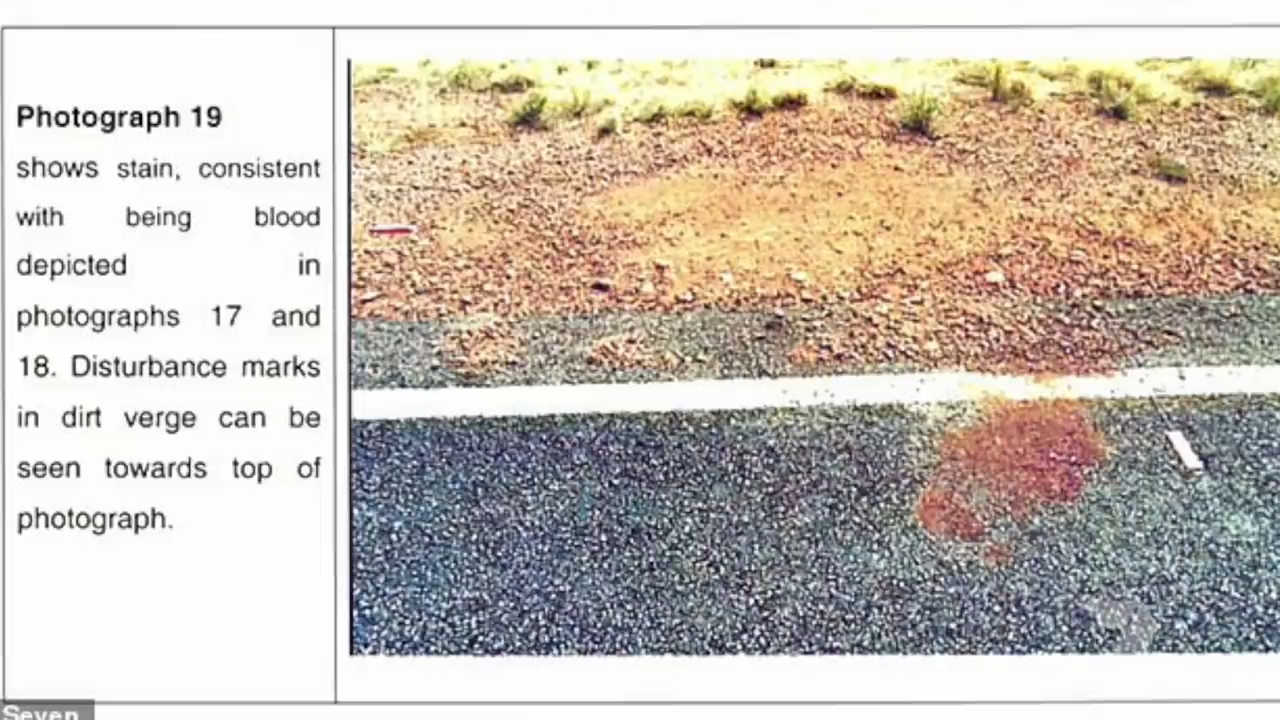 Photograph 19
shows stain, consistent
with being blood
depicted in
photographs 17 and
18. Disturbance marks
in dirt verge can be
seen towards top of
photograph.
Seven